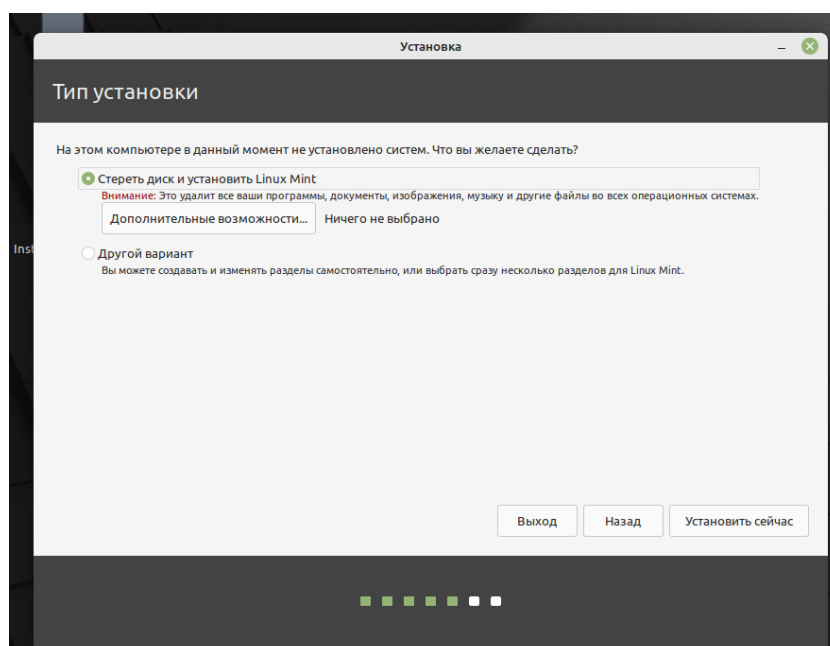 Установка
Тип установки
На этом компьютере в данный момент не установлено систем. Что вы желаете сделать?
Стереть диск и установить Linux Mint
Внимание: Это удалит все ваши программы, документы, изображения, музыку и другие файлы во всех операционных системах.
Дополнительные возможности... Ничего не выбрано
Inst
Другой вариант
Вы можете создавать и изменять разделы самостоятельно, или выбрать сразу несколько разделов для Linux Mint.
Выход Назад Установить сейчас